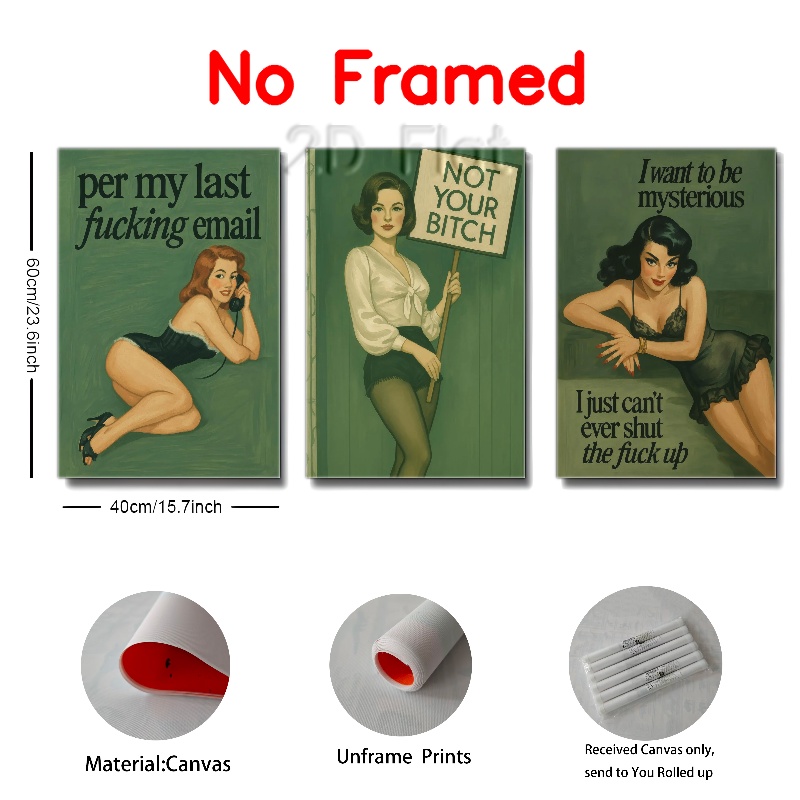 No Framed
2D Flat
per my last
fucking email
NOT
YOUR
BITCH
I want to be
mysterious
I just can't
ever shut
the fuck up
60cm/23.6inch
40cm/15.7inch
Material:Canvas
Unframe Prints
Received Canvas only,
send to You Rolled up